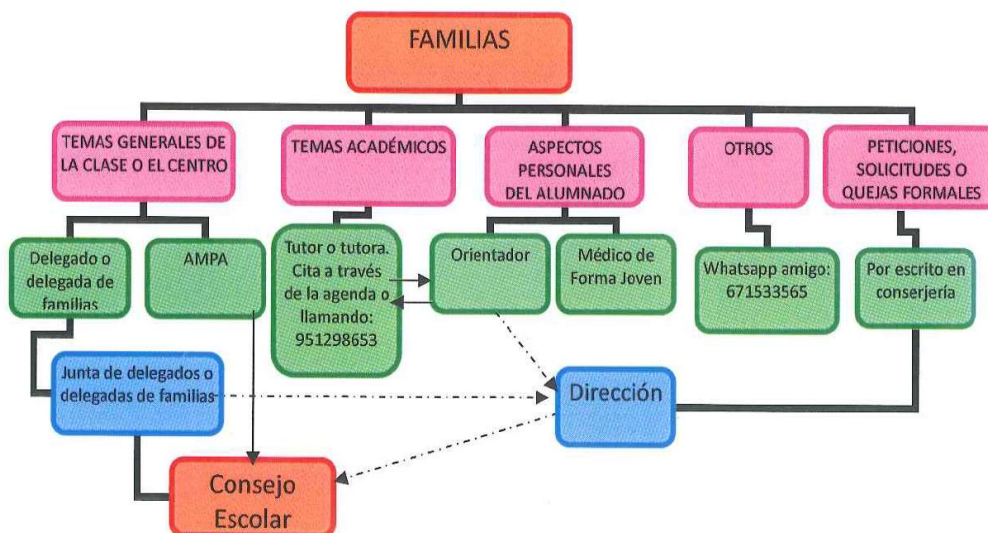 FAMILIAS
TEMAS GENERALES DE
LA CLASE O EL CENTRO
TEMAS ACADÉMICOS
ASPECTOS
PERSONALES
DEL ALUMNADO
OTROS
PETICIONES,
SOLICITUDES O
QUEJAS FORMALES
Delegado o
delegada de
familias
AMPA
Tutor o tutora.
Cita a través
de la agenda o
llamando:
951298653
Orientador
Médico de
Forma Joven
Whatsapp amigo:
671533565
Por escrito en
conserjería
Junta de delegados o
delegadas de familias
Dirección
Consejo
Escolar